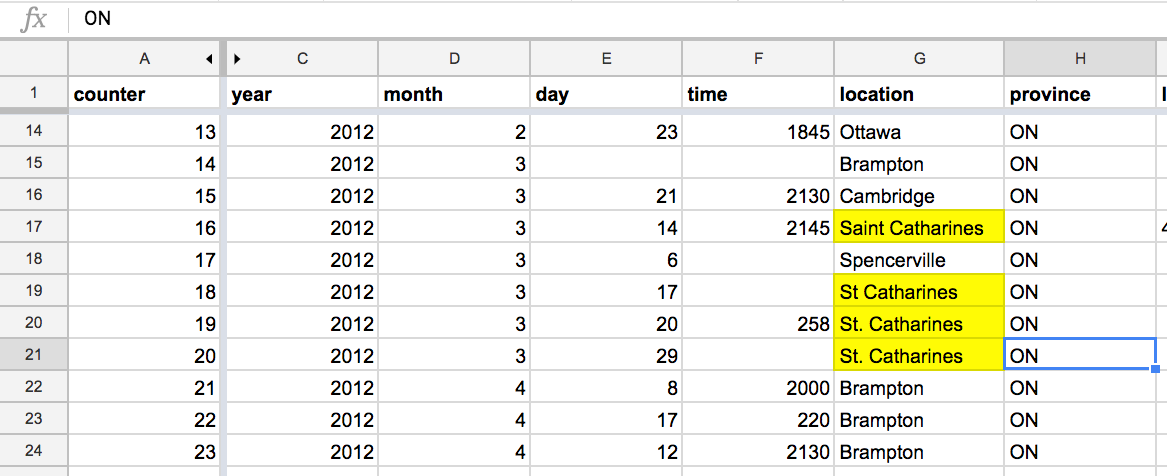 fx ON
A C D E F G H
1 counter year month day time location province
14 13 2012 2 23 1845 Ottawa ON
15 14 2012 3 Brampton ON
16 15 2012 3 21 2130 Cambridge ON
17 16 2012 3 14 2145 Saint Catharines ON
18 17 2012 3 6 Spencerville ON
19 18 2012 3 17 St Catharines ON
20 19 2012 3 20 258 St. Catharines ON
21 20 2012 3 29 St. Catharines ON
22 21 2012 4 8 2000 Brampton ON
23 22 2012 4 17 220 Brampton ON
24 23 2012 4 12 2130 Brampton ON